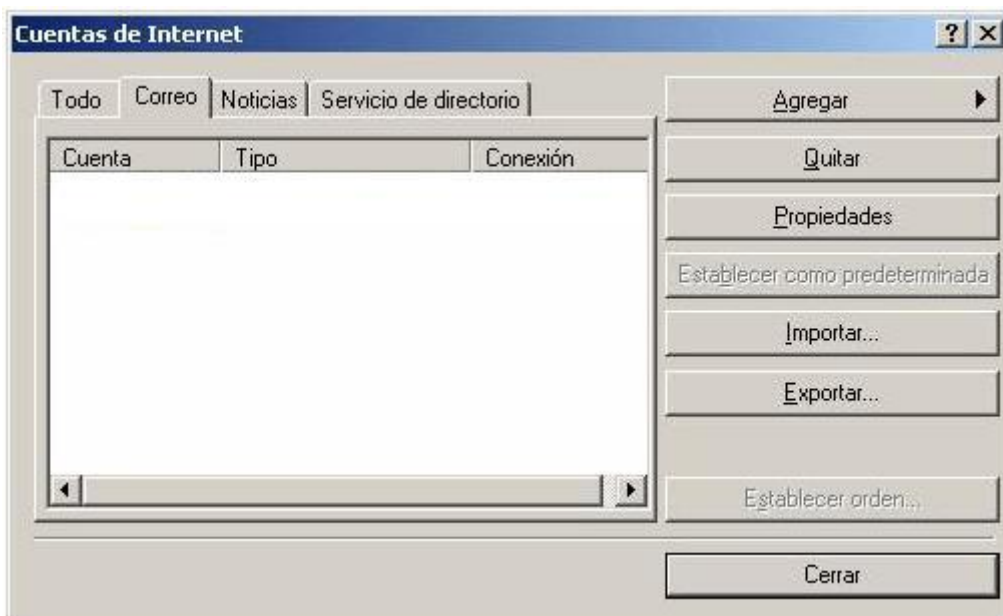 Cuentas de Internet
Todo Correo Noticias Servicio de directorio
Cuenta Tipo Conexión
Agregar
Quitar
Propiedades
Establecer como predeterminada
Importar...
Exportar...
Establecer orden...
Cerrar